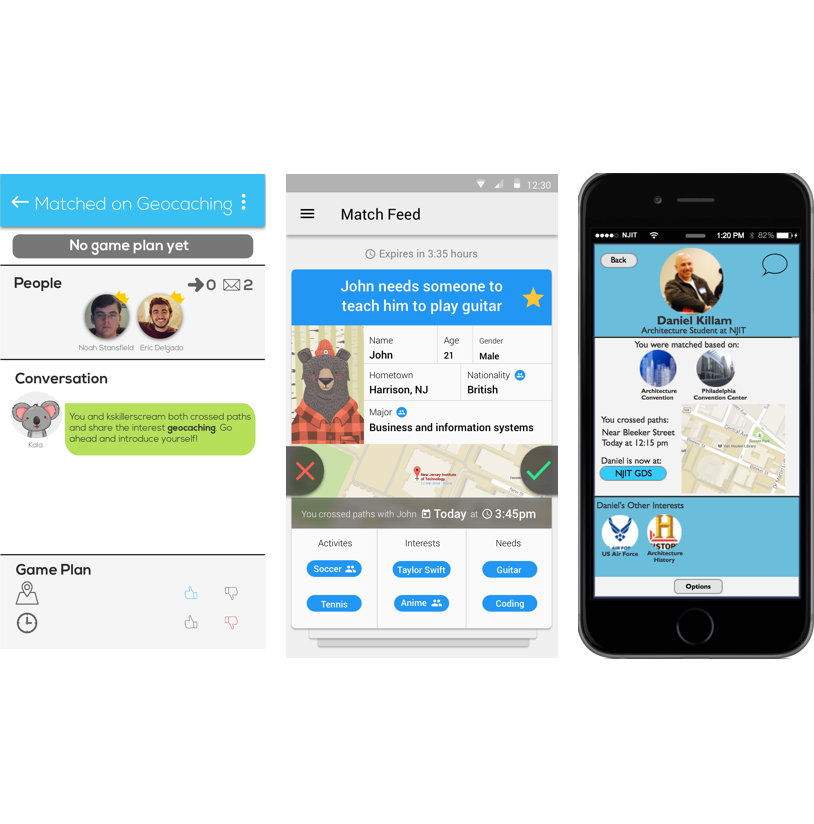 Matched on Geocaching
No game plan yet
People
0
2
Noah Stansfield
Eric Delgado
Conversation
You and kskillerscream both crossed paths
and share the interest geocaching. Go
ahead and introduce yourself!
Kala
Game Plan
12:30
Match Feed
Expires in 3:35 hours
John needs someone to
teach him to play guitar
Name
John
Age
21
Gender
Male
Hometown
Harrison, NJ
Nationality
British
Major
Business and information systems
New Jersey Institute
of Technology
You crossed paths with John Today at 3:45pm
Activites
Interests
Needs
Soccer
Taylor Swift
Guitar
Tennis
Anime
Coding
NJIT
1:20 PM
82%
Back
Daniel Killam
Architecture Student at NJIT
You were matched based on:
Architecture
Convention
Philadelphia
Convention Center
You crossed paths:
Near Bleeker Street
Today at 12:15 pm
Daniel is now at:
NJIT GDS
Daniel's Other Interests
US Air Force
H
Architecture
History
Options